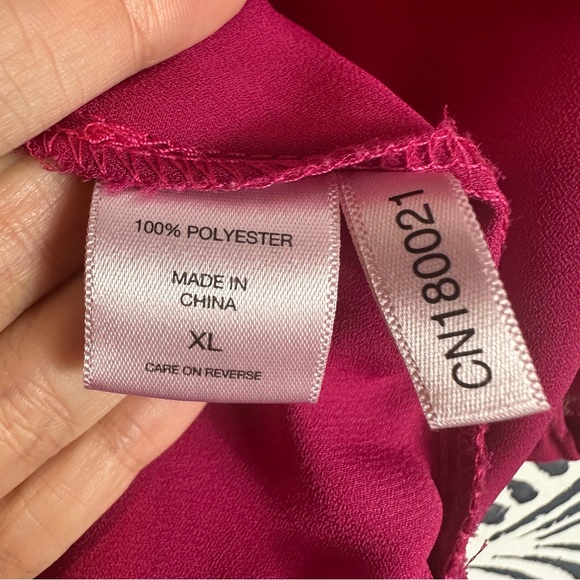 100% POLYESTER
MADE IN
CHINA
XL
CARE ON REVERSE
CN180021